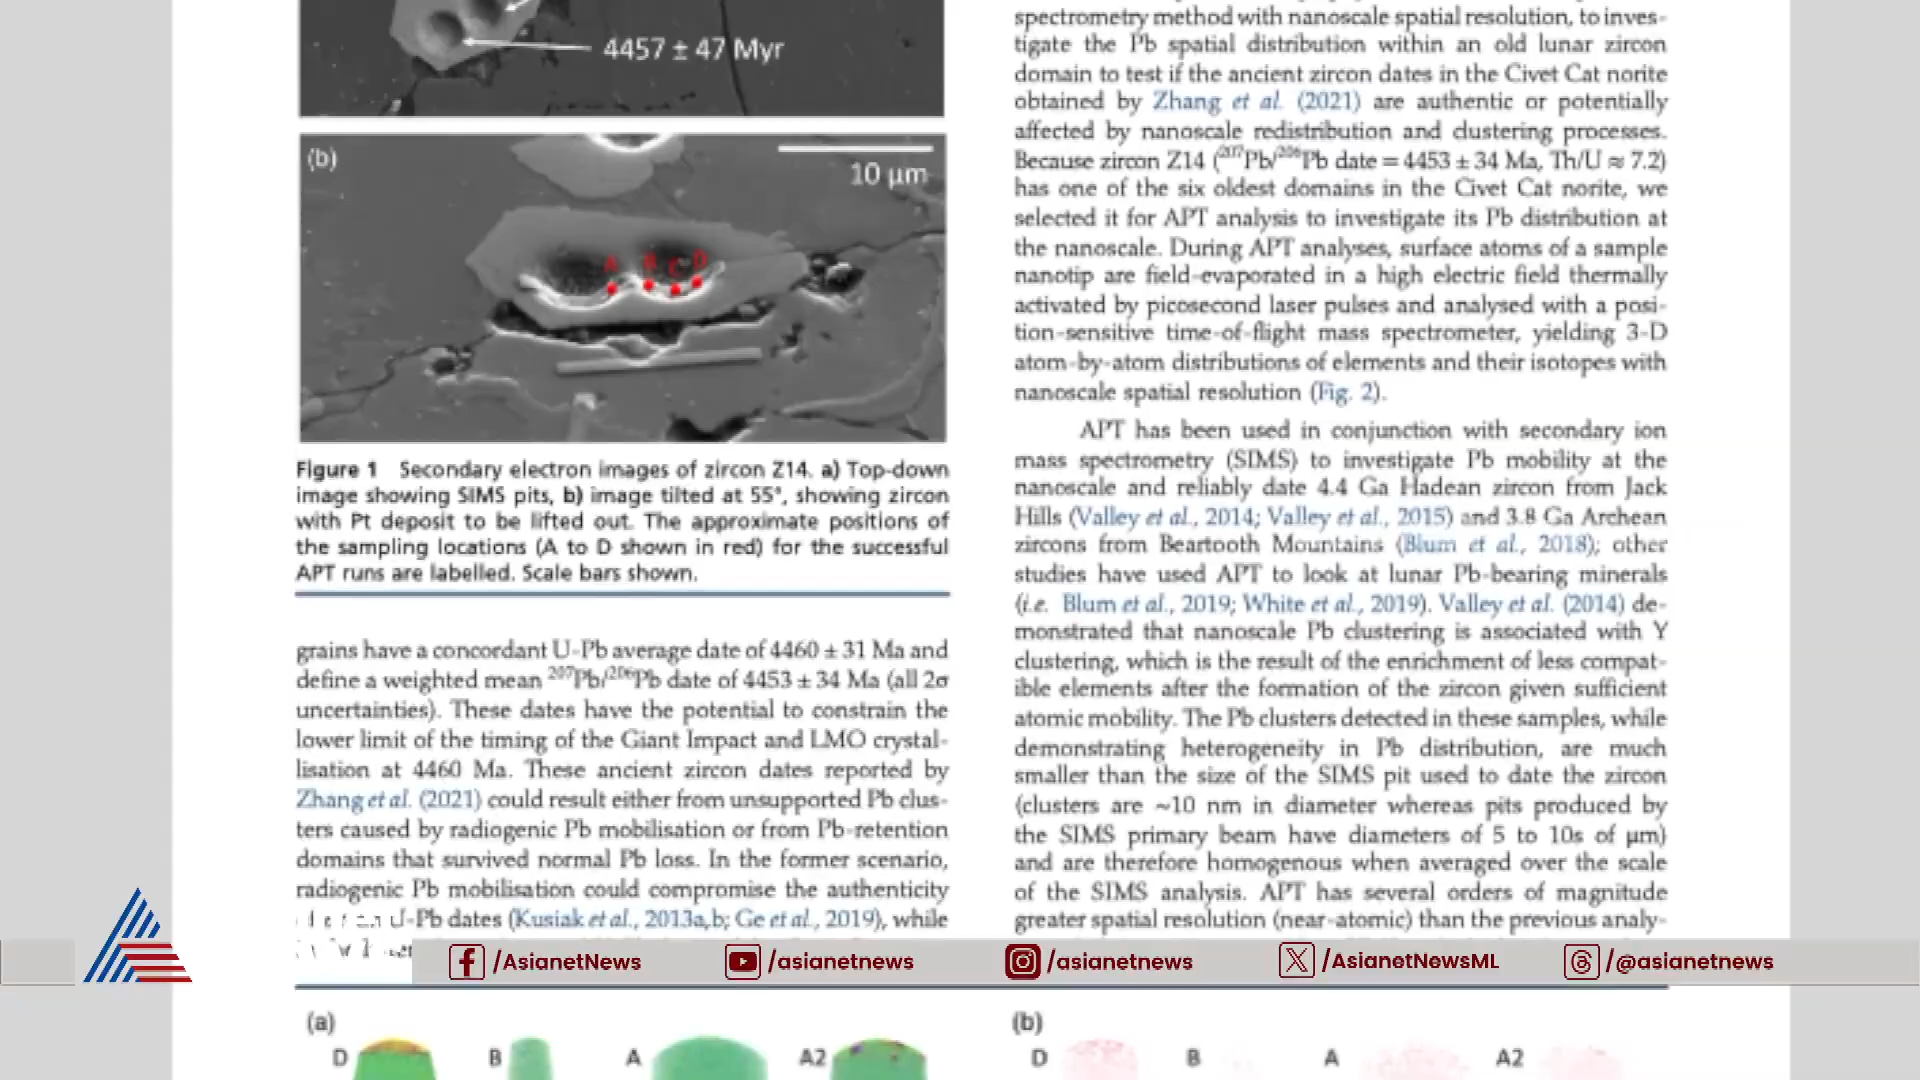 4457 ± 47 Myr
(b)
10 µm
A B C D
Figure 1 Secondary electron images of zircon Z14. a) Top-down
image showing SIMS pits, b) image tilted at 55°, showing zircon
with Pt deposit to be lifted out. The approximate positions of
the sampling locations (A to D shown in red) for the successful
APT runs are labelled. Scale bars shown.
grains have a concordant U-Pb average date of 4460 ± 31 Ma and
define a weighted mean ²⁰⁷Pb/²⁰⁶Pb date of 4453 ± 34 Ma (all 2σ
uncertainties). These dates have the potential to constrain the
lower limit of the timing of the Giant Impact and LMO crystal-
lisation at 4460 Ma. These ancient zircon dates reported by
Zhang et al. (2021) could result either from unsupported Pb clus-
ters caused by radiogenic Pb mobilisation or from Pb-retention
domains that survived normal Pb loss. In the former scenario,
radiogenic Pb mobilisation could compromise the authenticity
U-Pb dates (Kusiak et al., 2013a,b; Ge et al., 2019), while
spectrometry method with nanoscale spatial resolution, to inves-
tigate the Pb spatial distribution within an old lunar zircon
domain to test if the ancient zircon dates in the Civet Cat norite
obtained by Zhang et al. (2021) are authentic or potentially
affected by nanoscale redistribution and clustering processes.
Because zircon Z14 (²⁰⁷Pb/²⁰⁶Pb date = 4453 ± 34 Ma, Th/U ≈ 7.2)
has one of the six oldest domains in the Civet Cat norite, we
selected it for APT analysis to investigate its Pb distribution at
the nanoscale. During APT analyses, surface atoms of a sample
nanotip are field-evaporated in a high electric field thermally
activated by picosecond laser pulses and analysed with a posi-
tion-sensitive time-of-flight mass spectrometer, yielding 3-D
atom-by-atom distributions of elements and their isotopes with
nanoscale spatial resolution (Fig. 2).
APT has been used in conjunction with secondary ion
mass spectrometry (SIMS) to investigate Pb mobility at the
nanoscale and reliably date 4.4 Ga Hadean zircon from Jack
Hills (Valley et al., 2014; Valley et al., 2015) and 3.8 Ga Archean
zircons from Beartooth Mountains (Blum et al., 2018); other
studies have used APT to look at lunar Pb-bearing minerals
(i.e. Blum et al., 2019; White et al., 2019). Valley et al. (2014) de-
monstrated that nanoscale Pb clustering is associated with Y
clustering, which is the result of the enrichment of less compat-
ible elements after the formation of the zircon given sufficient
atomic mobility. The Pb clusters detected in these samples, while
demonstrating heterogeneity in Pb distribution, are much
smaller than the size of the SIMS pit used to date the zircon
(clusters are ~10 nm in diameter whereas pits produced by
the SIMS primary beam have diameters of 5 to 10s of µm)
and are therefore homogenous when averaged over the scale
of the SIMS analysis. APT has several orders of magnitude
greater spatial resolution (near-atomic) than the previous analy-
/AsianetNews /asianetnews /asianetnews /AsianetNewsML /@asianetnews
(a) (b)
D B A A2 D B A A2